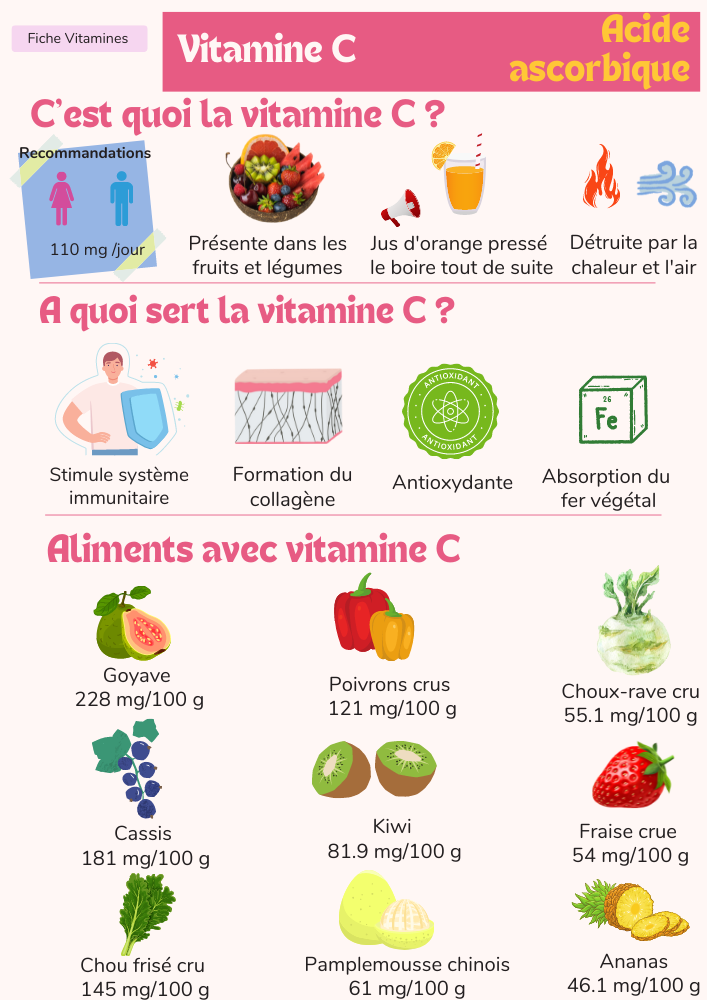 Fiche Vitamines
Vitamine C
Acide
ascorbique
C'est quoi la vitamine C ?
Recommandations
110 mg /jour
Présente dans les
fruits et légumes
Jus d'orange pressé
le boire tout de suite
Détruite par la
chaleur et l'air
A quoi sert la vitamine C ?
ANTIOXIDANT
ANTIOXIDANT
26
Fe
Stimule système
immunitaire
Formation du
collagène
Antioxydante
Absorption du
fer végétal
Aliments avec vitamine C
Goyave
228 mg/100 g
Poivrons crus
121 mg/100 g
Choux-rave cru
55.1 mg/100 g
Cassis
181 mg/100 g
Kiwi
81.9 mg/100 g
Fraise crue
54 mg/100 g
Chou frisé cru
145 mg/100 g
Pamplemousse chinois
61 mg/100 g
Ananas
46.1 mg/100 g